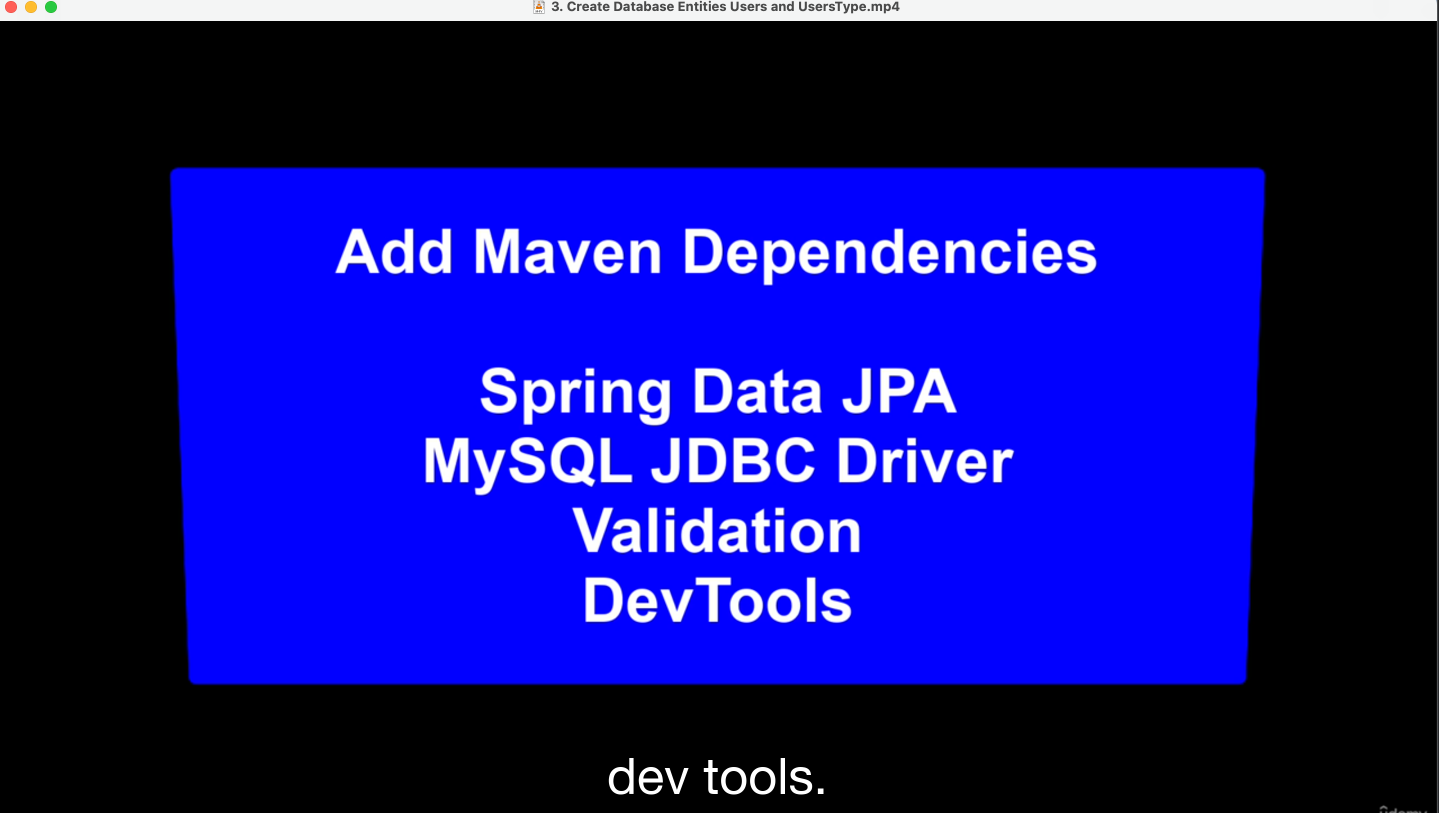 3. Create Database Entities Users and UsersType.mp4
Add Maven Dependencies
Spring Data JPA
MySQL JDBC Driver
Validation
DevTools
dev tools.